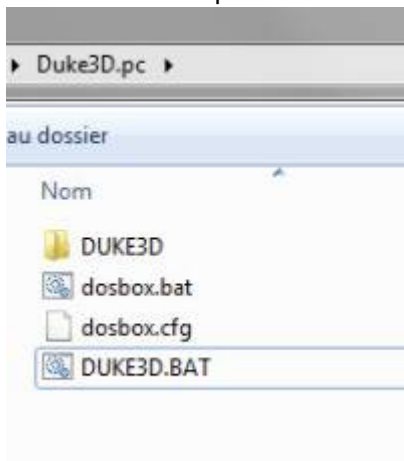 Duke3D.pc
au dossier
Nom
DUKE3D
dosbox.bat
dosbox.cfg
DUKE3D.BAT